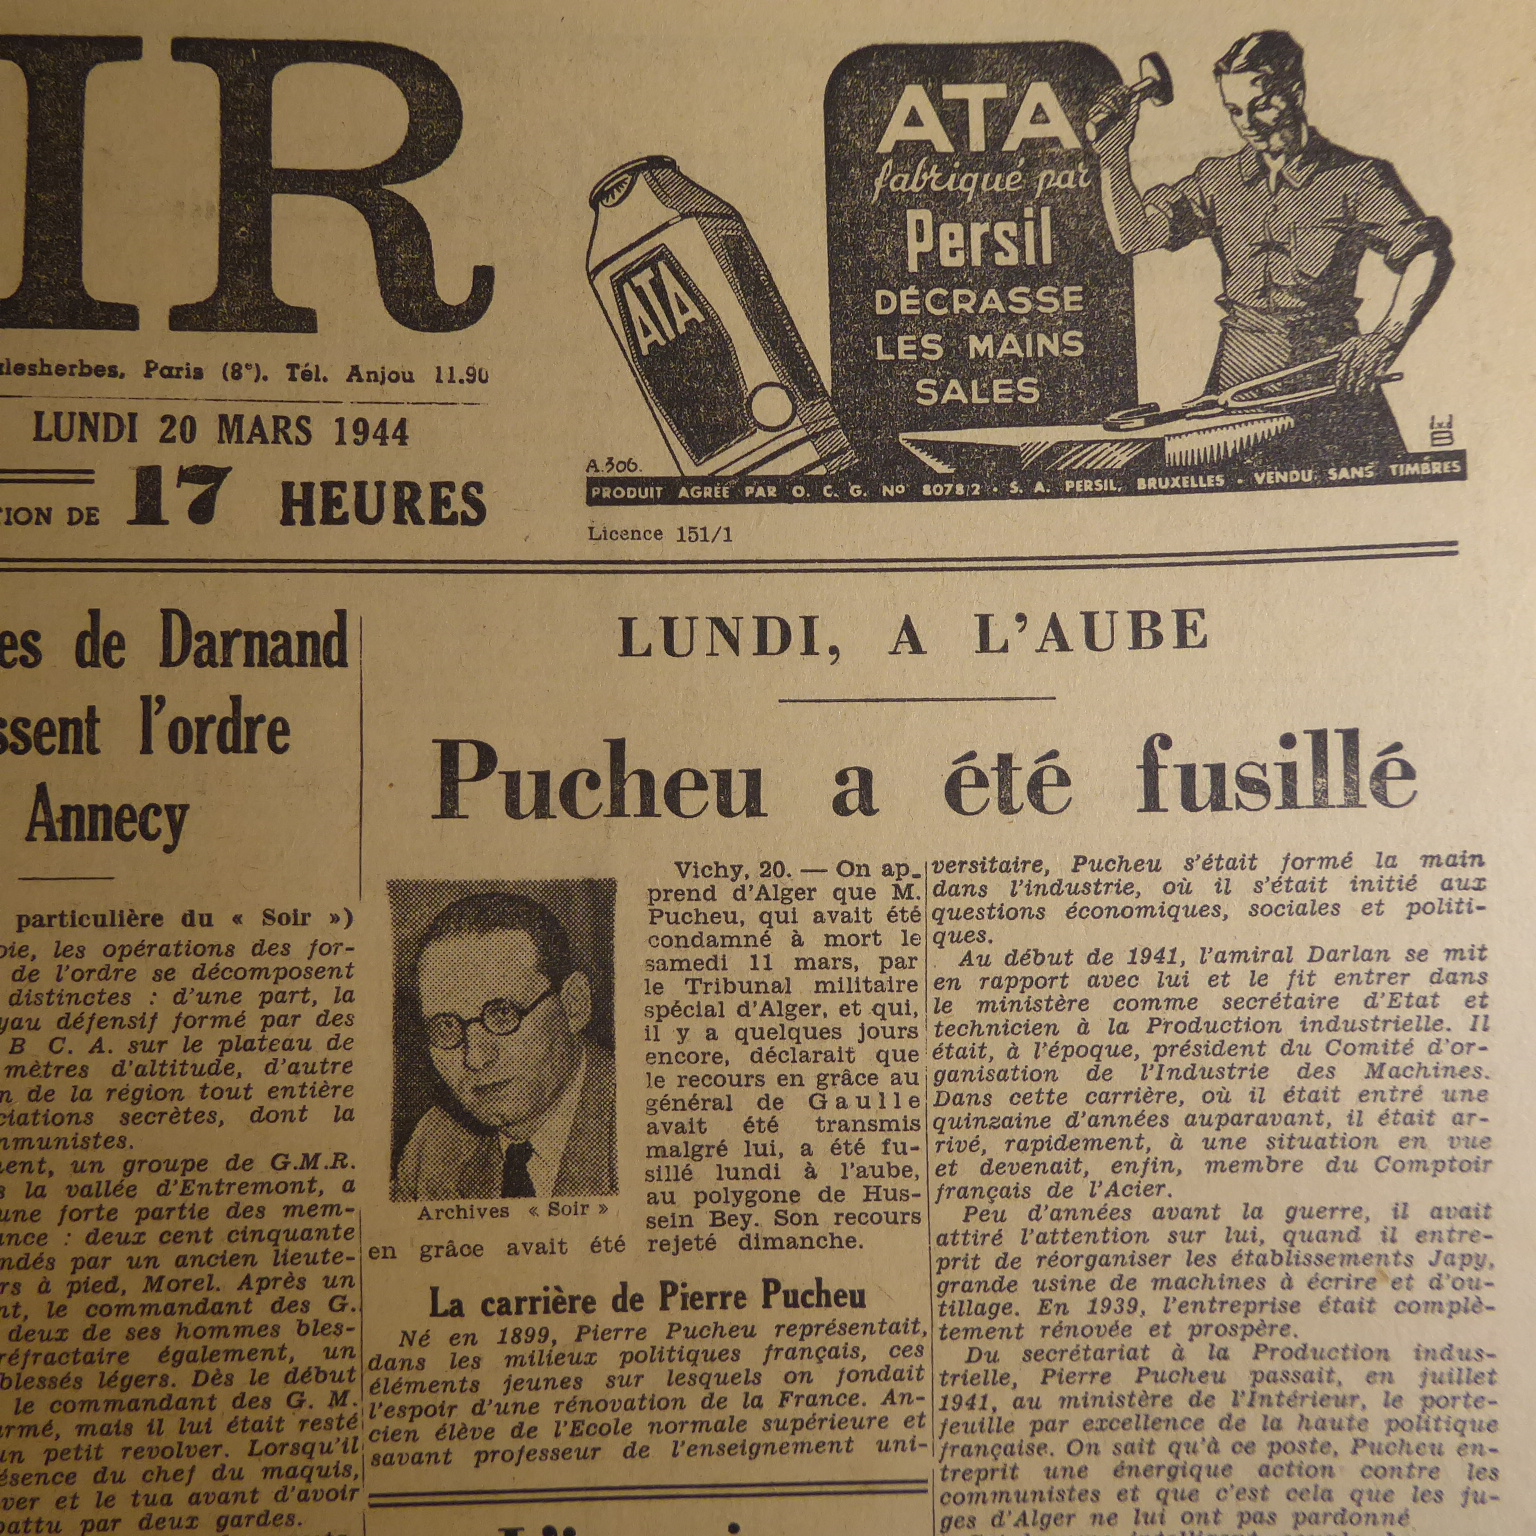 IR
lesherbes, Paris (8e). Tél. Anjou 11.90
LUNDI 20 MARS 1944
TION DE 17 HEURES
ATA
fabriqué par
Persil
DÉCRASSE
LES MAINS
SALES
ATA
A.306.
PRODUIT AGRÉÉ PAR O. C. G. No 8078/2 • S. A. PERSIL, BRUXELLES • VENDU SANS TIMBRES
Licence 151/1
es de Darnand
ssent l'ordre
Annecy
particulière du « Soir »)
oie, les opérations des for-
de l'ordre se décomposent
distinctes : d'une part, la
yau défensif formé par des
B C. A. sur le plateau de
mètres d'altitude, d'autre
n de la région tout entière
ciations secrètes, dont la
mmunistes.
ment, un groupe de G.M.R.
s la vallée d'Entremont, a
une forte partie des mem-
ance : deux cent cinquante
ndés par un ancien lieute-
rs à pied, Morel. Après un
nt, le commandant des G.
deux de ses hommes bles-
réfractaire également, un
blessés légers. Dès le début
le commandant des G. M.
armé, mais il lui était resté
un petit revolver. Lorsqu'il
ésence du chef du maquis,
ver et le tua avant d'avoir
battu par deux gardes.
LUNDI, A L'AUBE
Pucheu a été fusillé
Archives « Soir »
Vichy, 20. — On ap-
prend d'Alger que M.
Pucheu, qui avait été
condamné à mort le
samedi 11 mars, par
le Tribunal militaire
spécial d'Alger, et qui,
il y a quelques jours
encore, déclarait que
le recours en grâce au
général de Gaulle
avait été transmis
malgré lui, a été fu-
sillé lundi à l'aube,
au polygone de Hus-
sein Bey. Son recours
en grâce avait été rejeté dimanche.
La carrière de Pierre Pucheu
Né en 1899, Pierre Pucheu représentait,
dans les milieux politiques français, ces
éléments jeunes sur lesquels on fondait
l'espoir d'une rénovation de la France. An-
cien élève de l'Ecole normale supérieure et
savant professeur de l'enseignement uni-
versitaire, Pucheu s'était formé la main
dans l'industrie, où il s'était initié aux
questions économiques, sociales et politi-
ques.
Au début de 1941, l'amiral Darlan se mit
en rapport avec lui et le fit entrer dans
le ministère comme secrétaire d'Etat et
technicien à la Production industrielle. Il
était, à l'époque, président du Comité d'or-
ganisation de l'Industrie des Machines.
Dans cette carrière, où il était entré une
quinzaine d'années auparavant, il était ar-
rivé, rapidement, à une situation en vue
et devenait, enfin, membre du Comptoir
français de l'Acier.
Peu d'années avant la guerre, il avait
attiré l'attention sur lui, quand il entre-
prit de réorganiser les établissements Japy,
grande usine de machines à écrire et d'ou-
tillage. En 1939, l'entreprise était complè-
tement rénovée et prospère.
Du secrétariat à la Production indus-
trielle, Pierre Pucheu passait, en juillet
1941, au ministère de l'Intérieur, le porte-
feuille par excellence de la haute politique
française. On sait qu'à ce poste, Pucheu en-
treprit une énergique action contre les
communistes et que c'est cela que les ju-
ges d'Alger ne lui ont pas pardonné